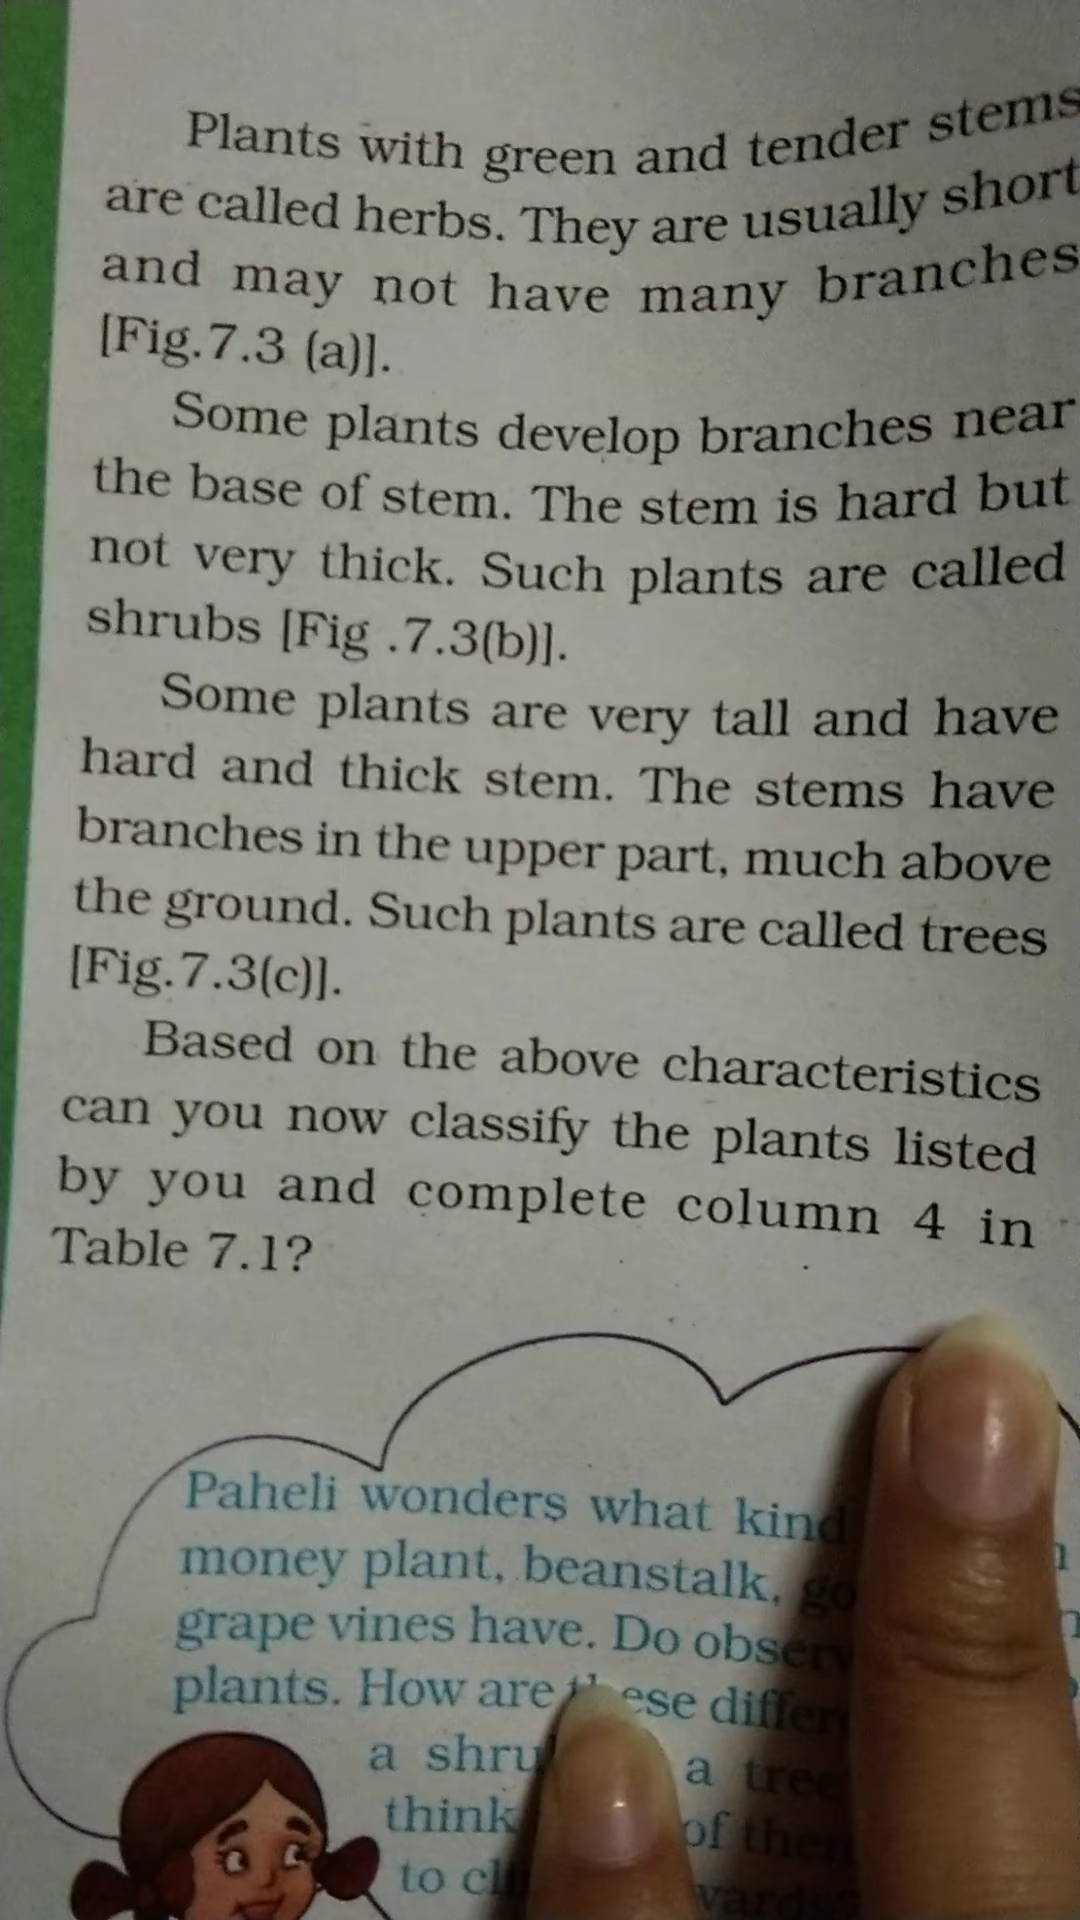 Plants with green and tender stems
are called herbs. They are usually short
and may not have many branches
[Fig.7.3 (a)].
Some plants develop branches near
the base of stem. The stem is hard but
not very thick. Such plants are called
shrubs [Fig .7.3(b)].
Some plants are very tall and have
hard and thick stem. The stems have
branches in the upper part, much above
the ground. Such plants are called trees
[Fig.7.3(c)].
Based on the above characteristics
can you now classify the plants listed
by you and complete column 4 in
Table 7.1?
Paheli wonders what kind
money plant, beanstalk,
grape vines have. Do
plants. How are
a a tree
think of
to